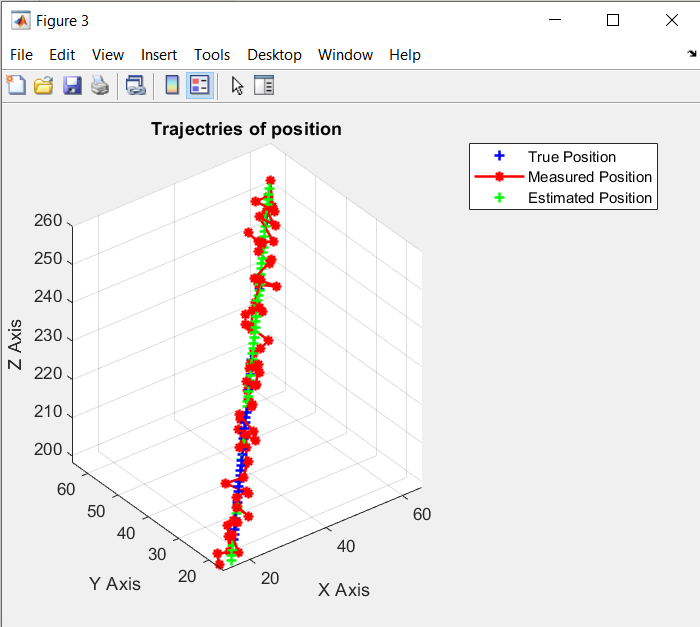 Figure 3
File Edit View Insert Tools Desktop Window Help
Trajectries of position
True Position
Measured Position
Estimated Position
260
250
240
230
220
210
200
Z Axis
60
50
40
30
20
Y Axis
20
40
60
X Axis